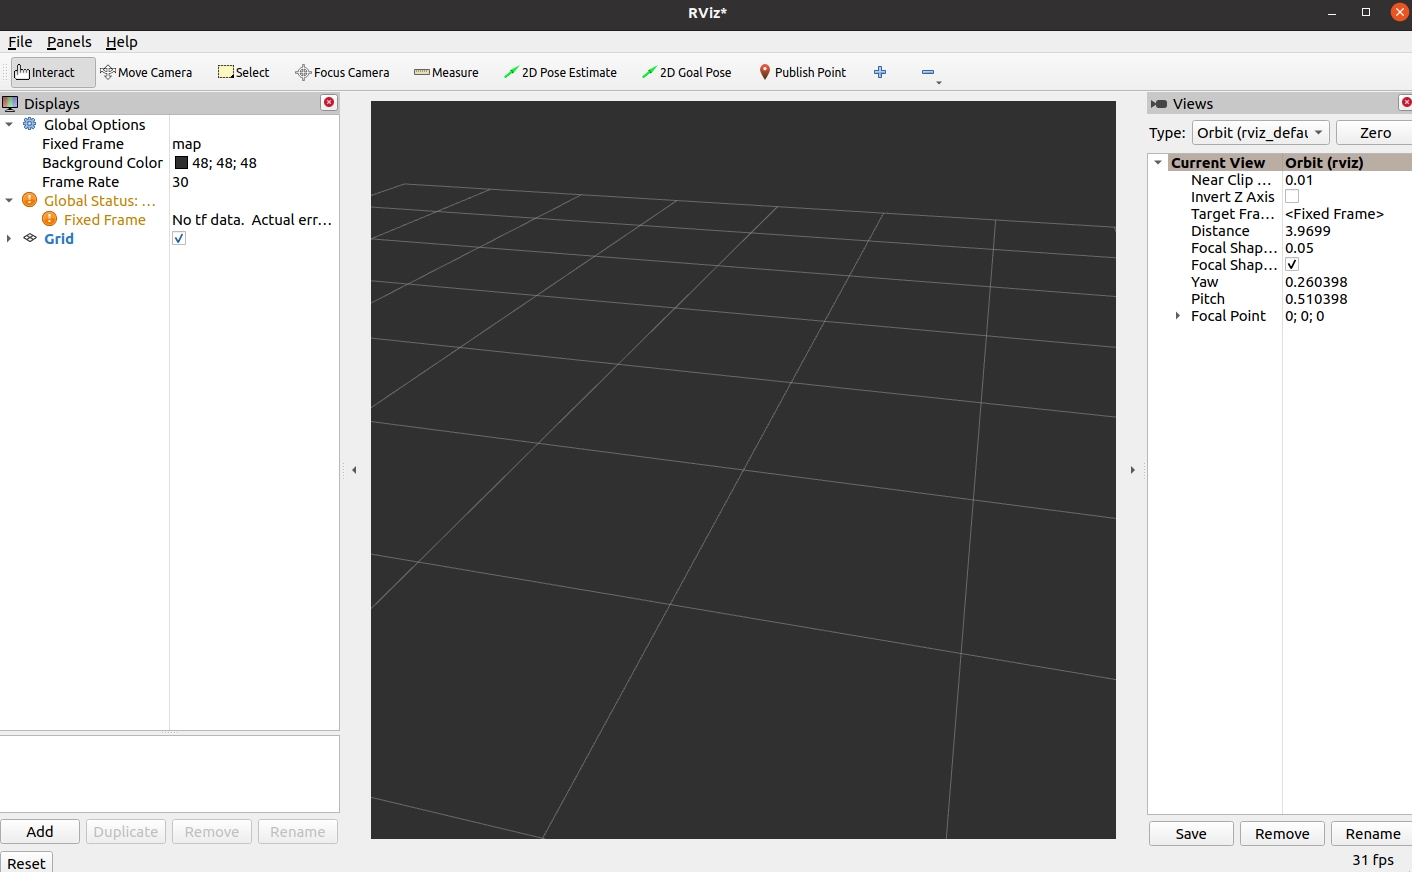 RViz*
File Panels Help
Interact Move Camera Select Focus Camera Measure 2D Pose Estimate 2D Goal Pose Publish Point
Displays
Global Options
Fixed Frame map
Background Color 48; 48; 48
Frame Rate 30
Global Status: ...
Fixed Frame No tf data. Actual err...
Grid
Add Duplicate Remove Rename
Reset
Views
Type: Orbit (rviz_defau Zero
Current View Orbit (rviz)
Near Clip ... 0.01
Invert Z Axis
Target Fra... <Fixed Frame>
Distance 3.9699
Focal Shap... 0.05
Focal Shap...
Yaw 0.260398
Pitch 0.510398
Focal Point 0; 0; 0
Save Remove Rename
31 fps